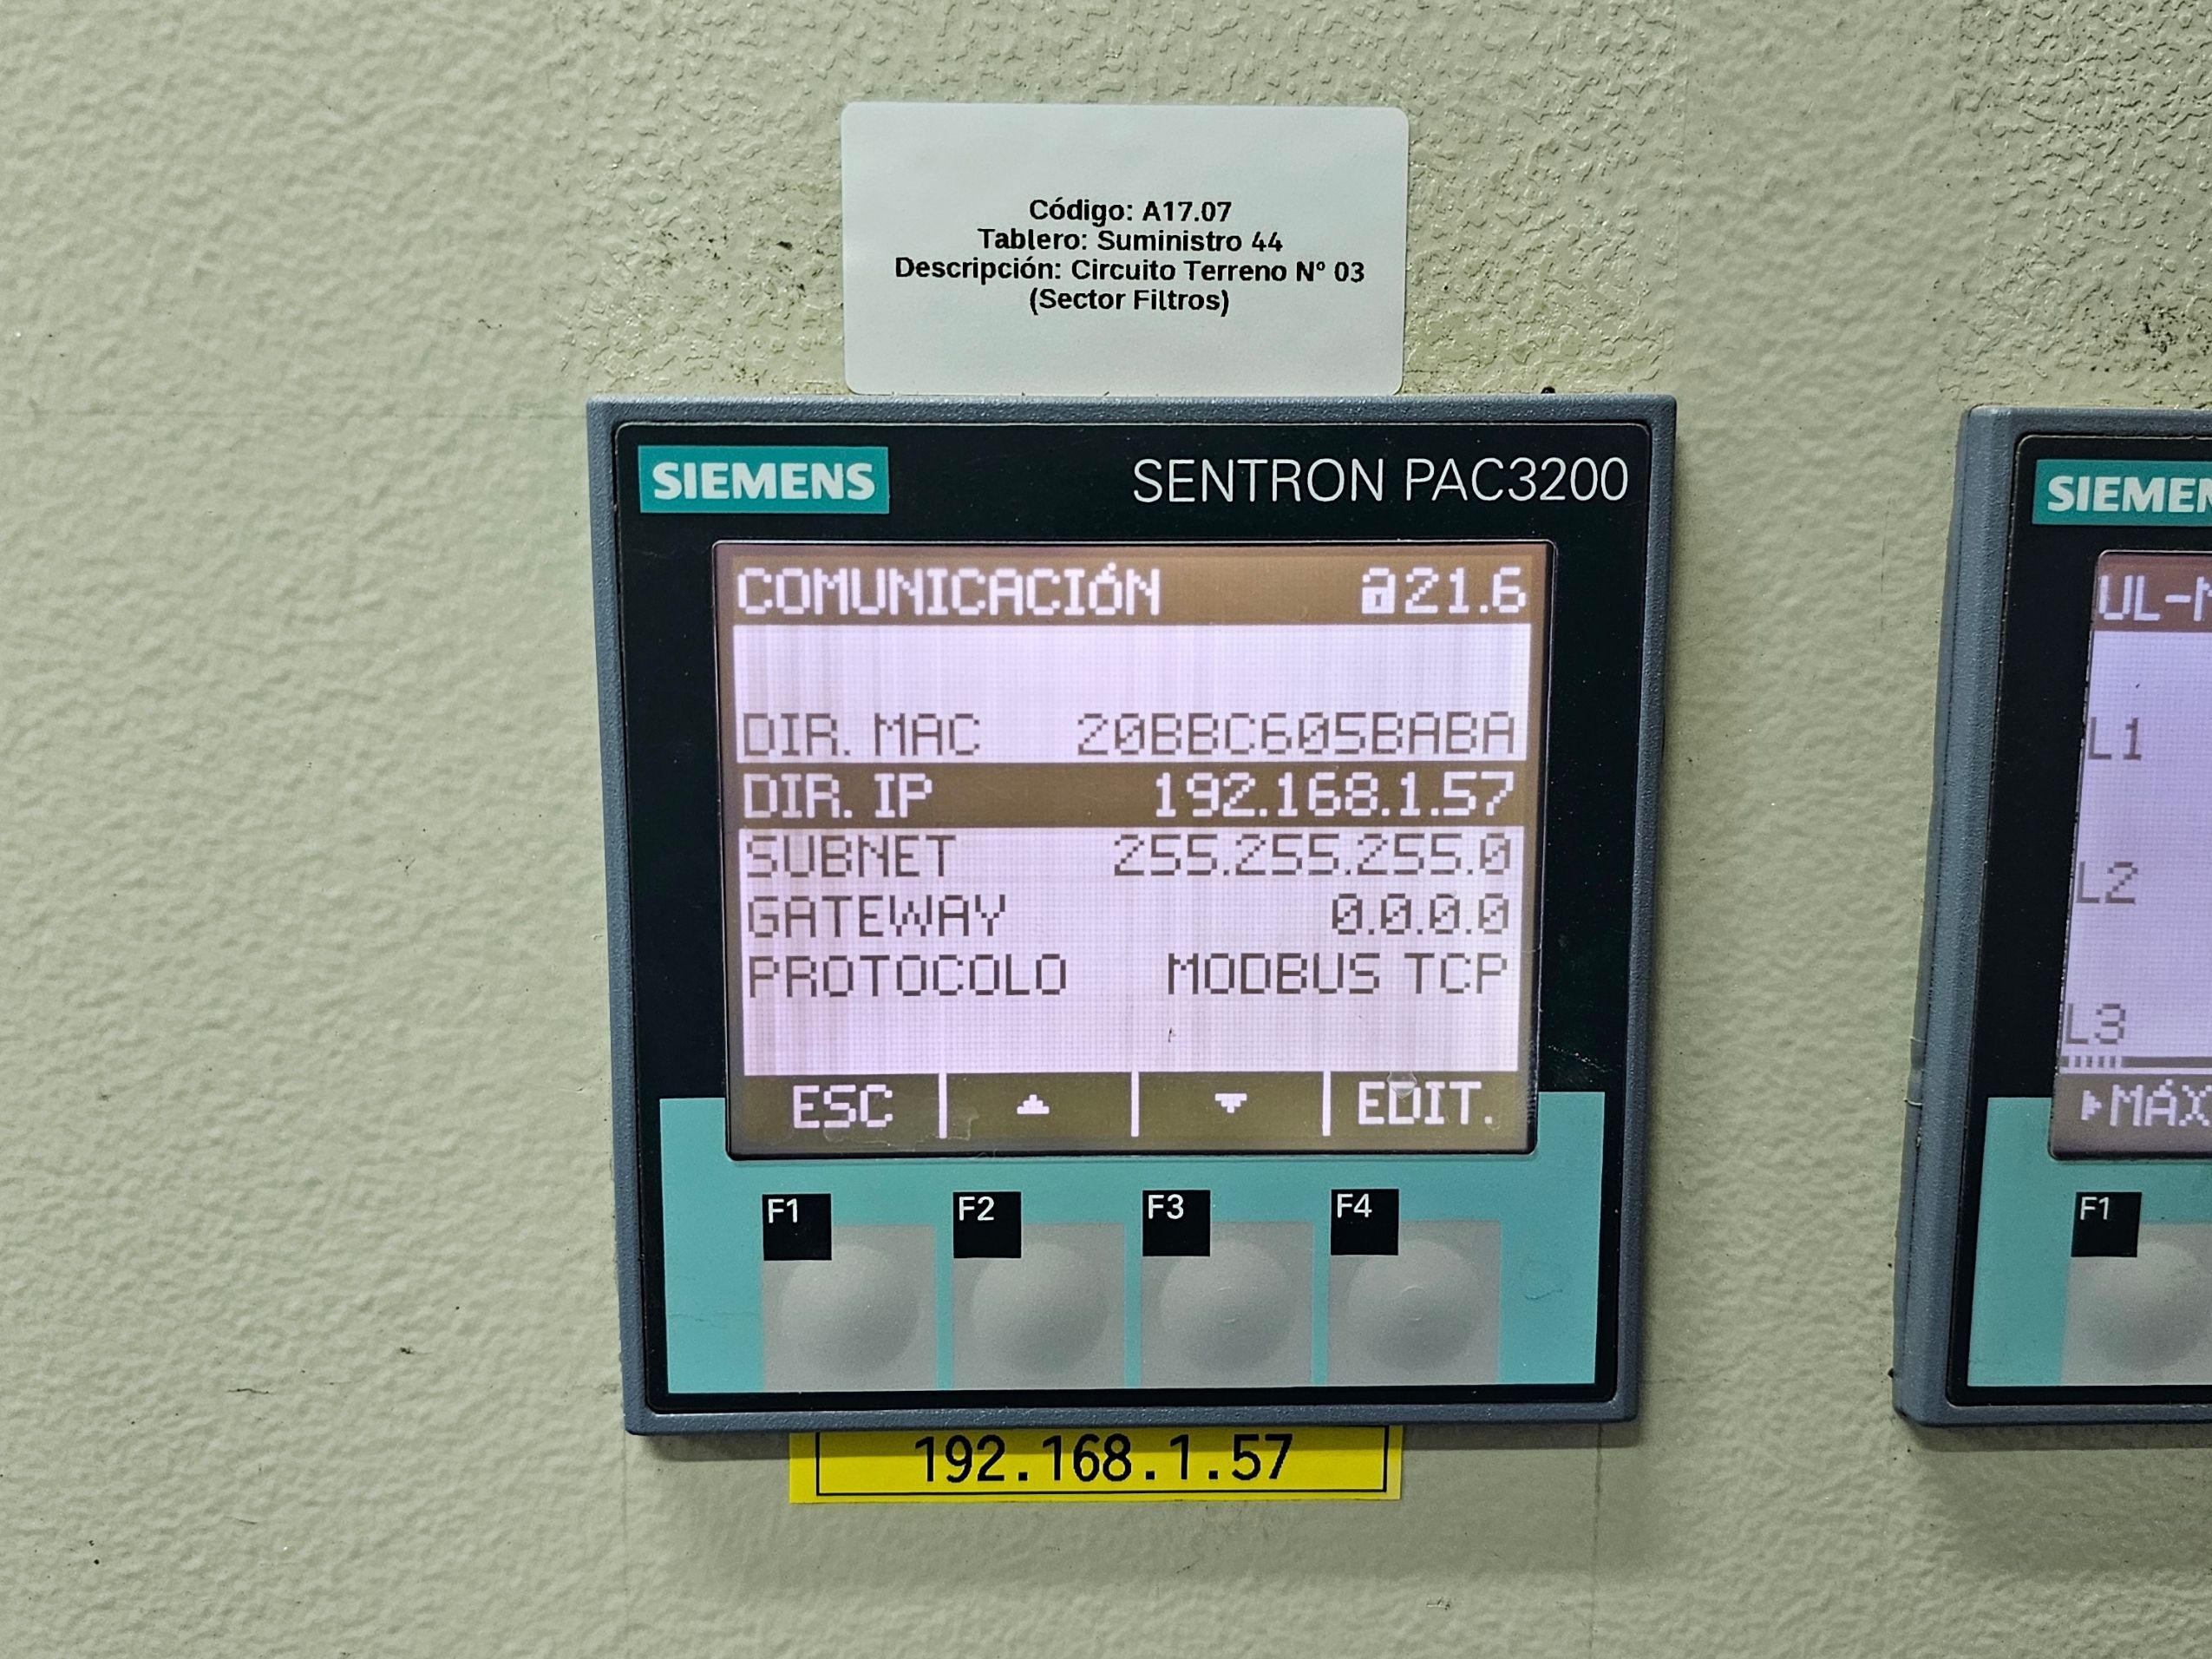 Código: A17.07
Tablero: Suministro 44
Descripción: Circuito Terreno Nº 03
(Sector Filtros)
SIEMENS SENTRON PAC3200
COMUNICACIÓN 21.6
DIR. MAC 20BBC605BABA
DIR. IP 192.168.1.57
SUBNET 255.255.255.0
GATEWAY 0.0.0.0
PROTOCOLO MODBUS TCP
ESC EDIT.
F1 F2 F3 F4
192.168.1.57
SIEMEN
UL-N
L1
L2
L3
MÁX
F1